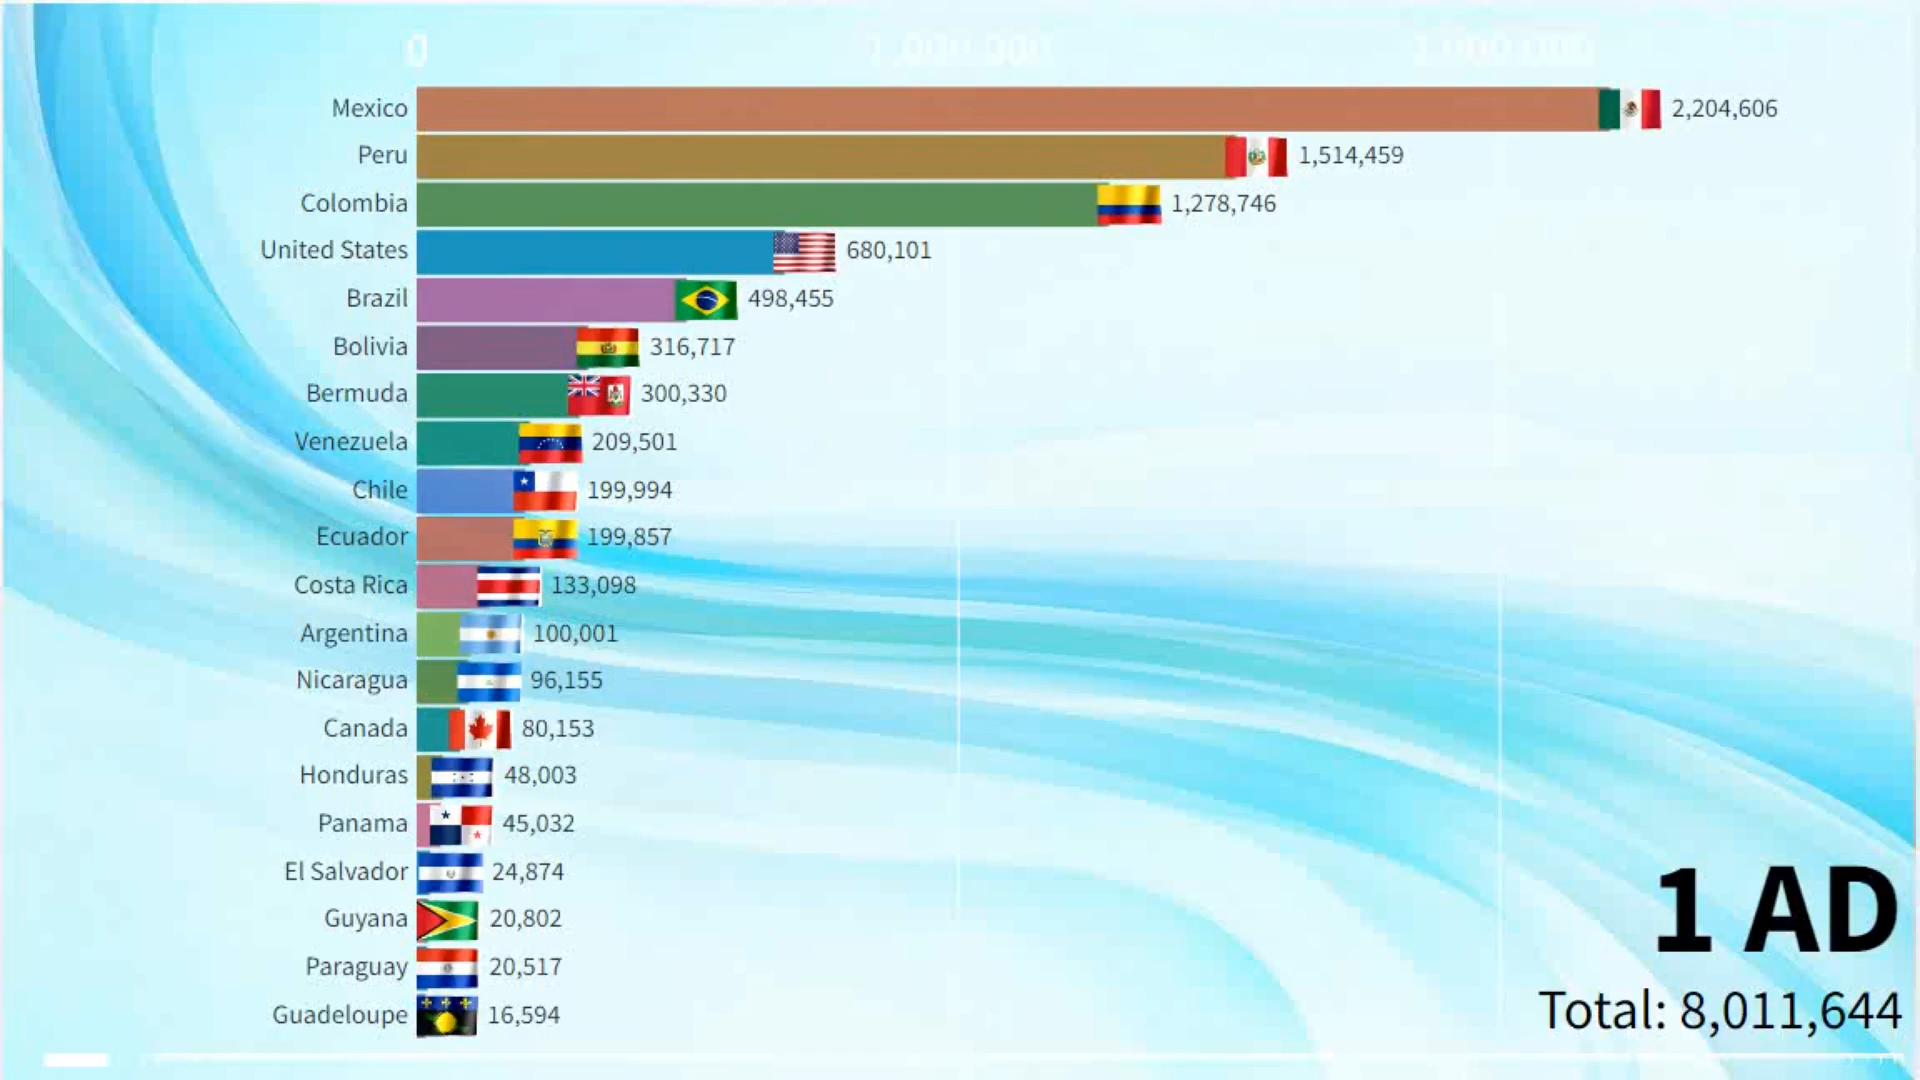 0
1,000,000
Mexico 2,204,606
Peru 1,514,459
Colombia 1,278,746
United States 680,101
Brazil 498,455
Bolivia 316,717
Bermuda 300,330
Venezuela 209,501
Chile 199,994
Ecuador 199,857
Costa Rica 133,098
Argentina 100,001
Nicaragua 96,155
Canada 80,153
Honduras 48,003
Panama 45,032
El Salvador 24,874
Guyana 20,802
Paraguay 20,517
Guadeloupe 16,594
1 AD
Total: 8,011,644